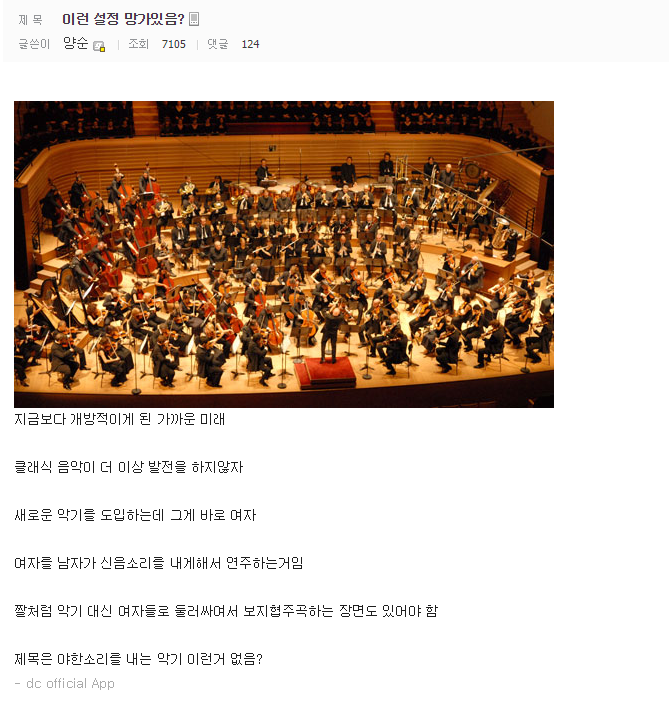 제 목 이런 설정 망가있음?
글쓴이 양순 조회 7105 댓글 124
지금보다 개방적이게 된 가까운 미래
클래식 음악이 더 이상 발전을 하지않자
새로운 악기를 도입하는데 그게 바로 여자
여자를 남자가 신음소리를 내게해서 연주하는거임
짤처럼 악기 대신 여자들로 둘러싸여서 보지협주곡하는 장면도 있어야 함
제목은 야한소리를 내는 악기 이런거 없음?
- dc official App